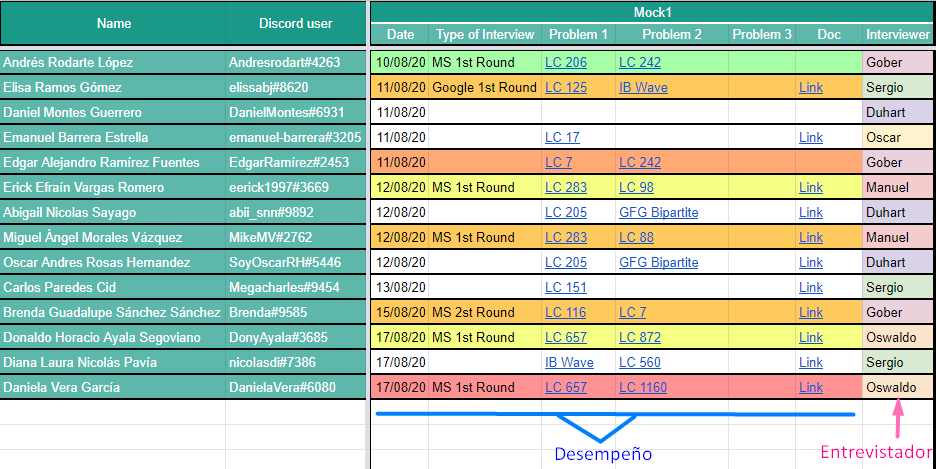 Mock1
Name Discord user Date Type of Interview Problem 1 Problem 2 Problem 3 Doc Interviewer
Andrés Rodarte López Andresrodart#4263 10/08/20 MS 1st Round LC 206 LC 242 Gober
Elisa Ramos Gómez elissabj#8620 11/08/20 Google 1st Round LC 125 IB Wave Link Sergio
Daniel Montes Guerrero DanielMontes#6931 11/08/20 Duhart
Emanuel Barrera Estrella emanuel-barrera#3205 11/08/20 LC 17 Link Oscar
Edgar Alejandro Ramírez Fuentes EdgarRamírez#2453 11/08/20 LC 7 LC 242 Gober
Erick Efraín Vargas Romero eerick1997#3669 12/08/20 MS 1st Round LC 283 LC 98 Link Manuel
Abigail Nicolas Sayago abii_snn#9892 12/08/20 LC 205 GFG Bipartite Link Duhart
Miguel Ángel Morales Vázquez MikeMV#2762 12/08/20 MS 1st Round LC 283 LC 88 Link Manuel
Oscar Andres Rosas Hernandez SoyOscarRH#5446 12/08/20 LC 205 GFG Bipartite Link Duhart
Carlos Paredes Cid Megacharles#9454 13/08/20 LC 151 Link Sergio
Brenda Guadalupe Sánchez Sánchez Brenda#9585 15/08/20 MS 2st Round LC 116 LC 7 Link Gober
Donaldo Horacio Ayala Segoviano DonyAyala#3685 17/08/20 MS 1st Round LC 657 LC 872 Link Oswaldo
Diana Laura Nicolás Pavía nicolasdi#7386 17/08/20 IB Wave LC 560 Link Sergio
Daniela Vera García DanielaVera#6080 17/08/20 MS 1st Round LC 657 LC 1160 Link Oswaldo
Desempeño Entrevistador